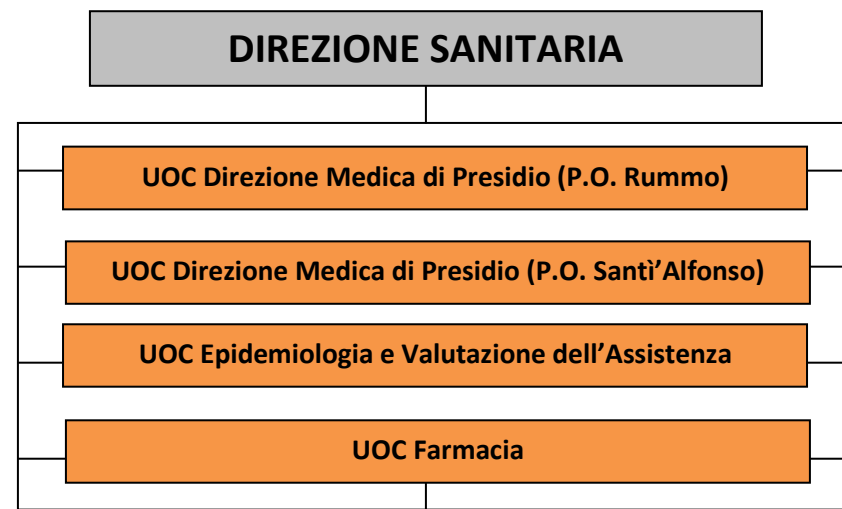 DIREZIONE SANITARIA
UOC Direzione Medica di Presidio (P.O. Rummo)
UOC Direzione Medica di Presidio (P.O. Santì’Alfonso)
UOC Epidemiologia e Valutazione dell’Assistenza
UOC Farmacia